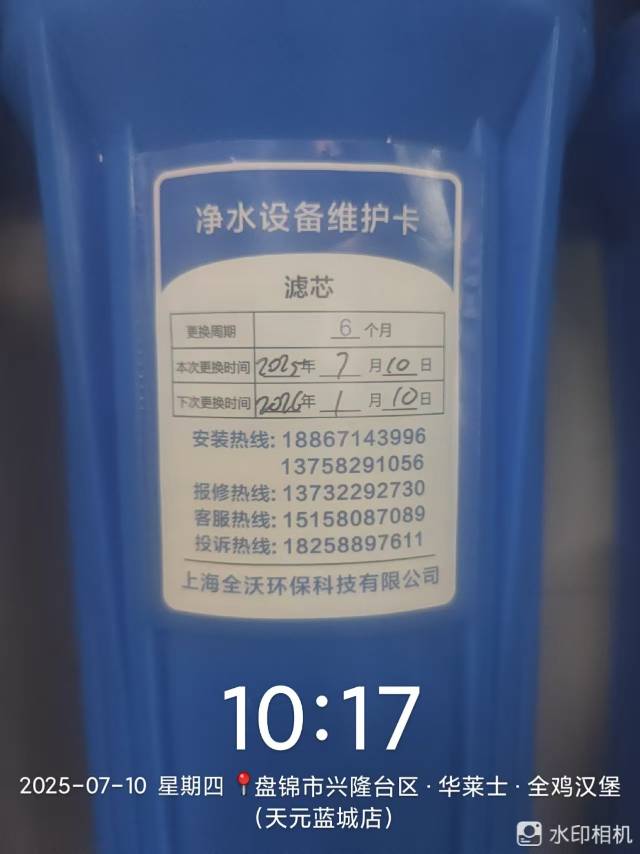 净水设备维护卡
滤芯
更换周期 6 个月
本次更换时间 2025年 7 月 10 日
下次更换时间 2026年 1 月 10 日
安装热线: 18867143996
13758291056
报修热线: 13732292730
客服热线: 15158087089
投诉热线: 18258897611
上海全沃环保科技有限公司
10:17
2025-07-10 星期四 📍盘锦市兴隆台区 · 华莱士 · 全鸡汉堡
（天元蓝城店）
水印相机